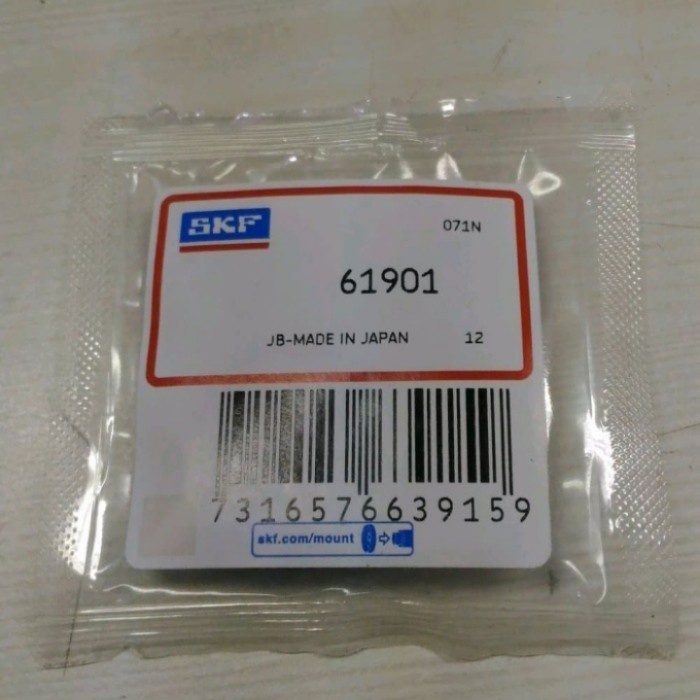 SKF
071N
61901
JB-MADE IN JAPAN 12
7316576639159
skf.com/mount